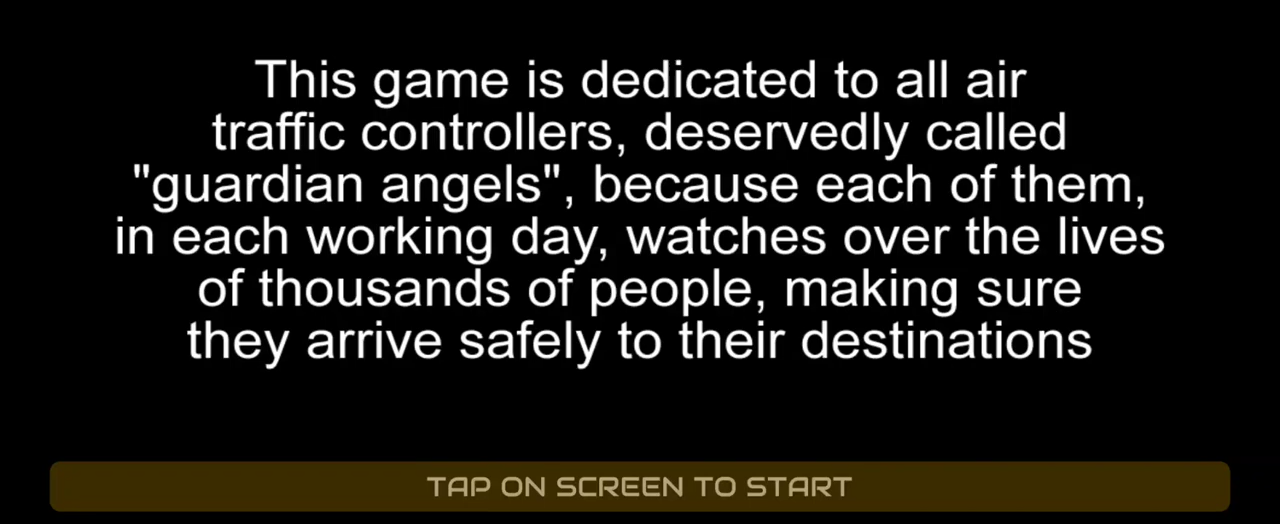 This game is dedicated to all air
traffic controllers, deservedly called
"guardian angels", because each of them,
in each working day, watches over the lives
of thousands of people, making sure
they arrive safely to their destinations
TAP ON SCREEN TO START